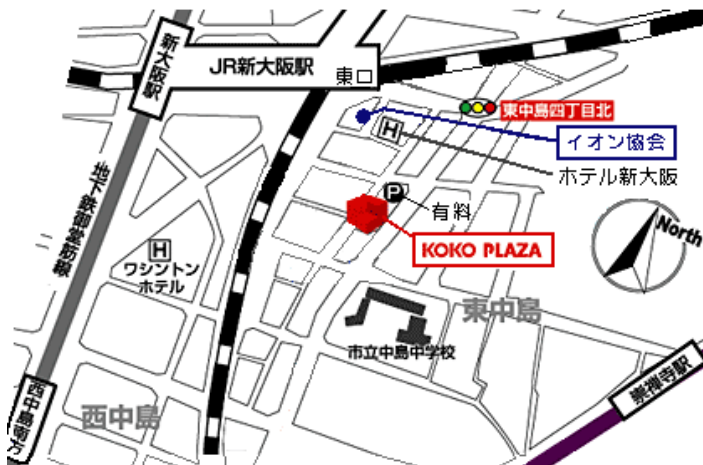 新大阪駅
JR新大阪駅
東口
東中島四丁目北
イオン協会
H
ホテル新大阪
P
有料
KOKO PLAZA
North
地下鉄御堂筋線
H
ワシントン
ホテル
東中島
市立中島中学校
崇禅寺駅
西中島
西中島南方